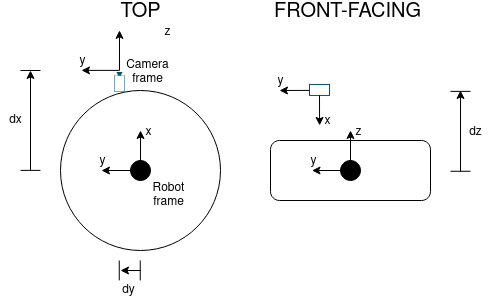 TOP
FRONT-FACING
z
y
Camera
frame
dx
x
y
Robot
frame
dy
y
x
z
y
dz